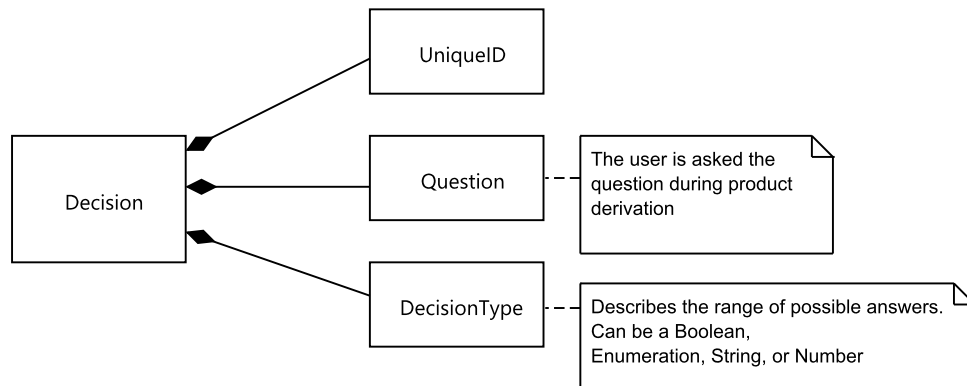 UniqueID
Decision
Question
The user is asked the
question during product
derivation
DecisionType
Describes the range of possible answers.
Can be a Boolean,
Enumeration, String, or Number